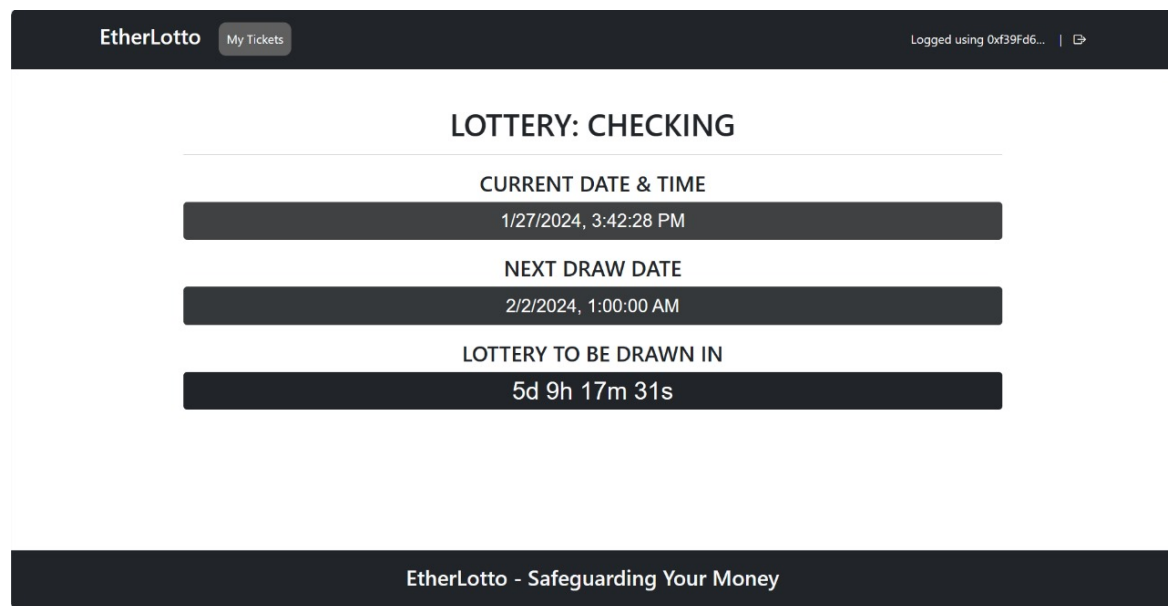 EtherLotto My Tickets Logged using 0xf39Fd6... |
LOTTERY: CHECKING
CURRENT DATE & TIME
1/27/2024, 3:42:28 PM
NEXT DRAW DATE
2/2/2024, 1:00:00 AM
LOTTERY TO BE DRAWN IN
5d 9h 17m 31s
EtherLotto - Safeguarding Your Money